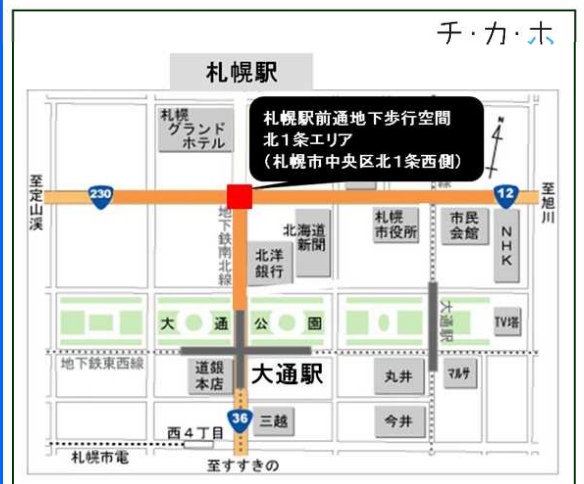 チ・カ・ホ
札幌駅
札幌
グランド
ホテル
札幌駅前通地下歩行空間
北1条エリア
(札幌市中央区北1条西側)
N
至定山渓
230
12
至旭川
地下鉄南北線
北海道
新聞
北洋
銀行
札幌
市役所
市民
会館
NHK
大通公園
大通駅
TV塔
地下鉄東西線
道銀
本店
大通駅
丸井
マルサ
36
三越
今井
西4丁目
札幌市電
至すすきの